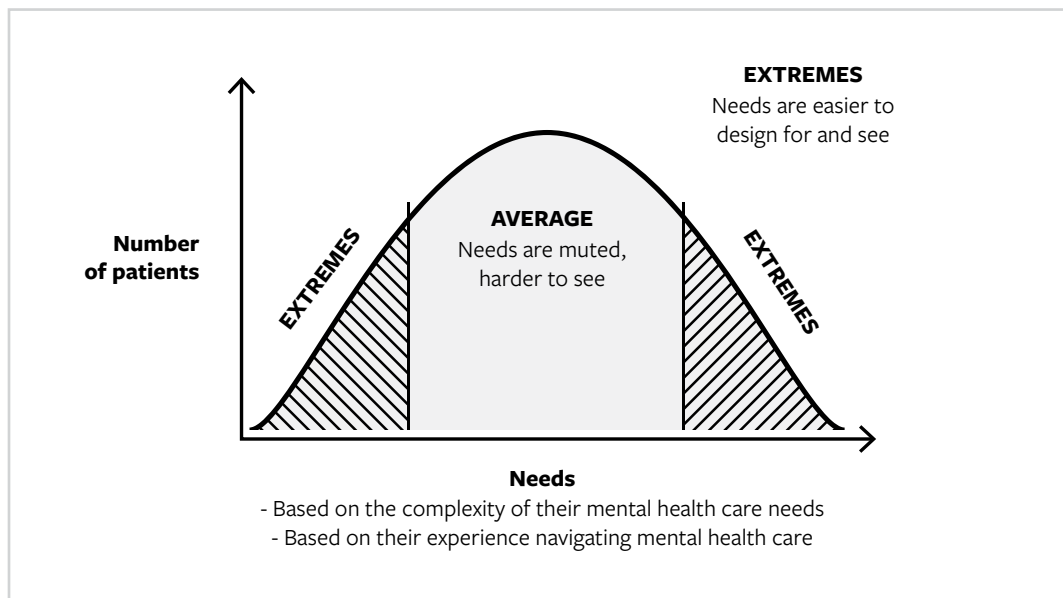 EXTREMES
Needs are easier to
design for and see
Number
of patients
EXTREMES
AVERAGE
Needs are muted,
harder to see
EXTREMES
Needs
- Based on the complexity of their mental health care needs
- Based on their experience navigating mental health care